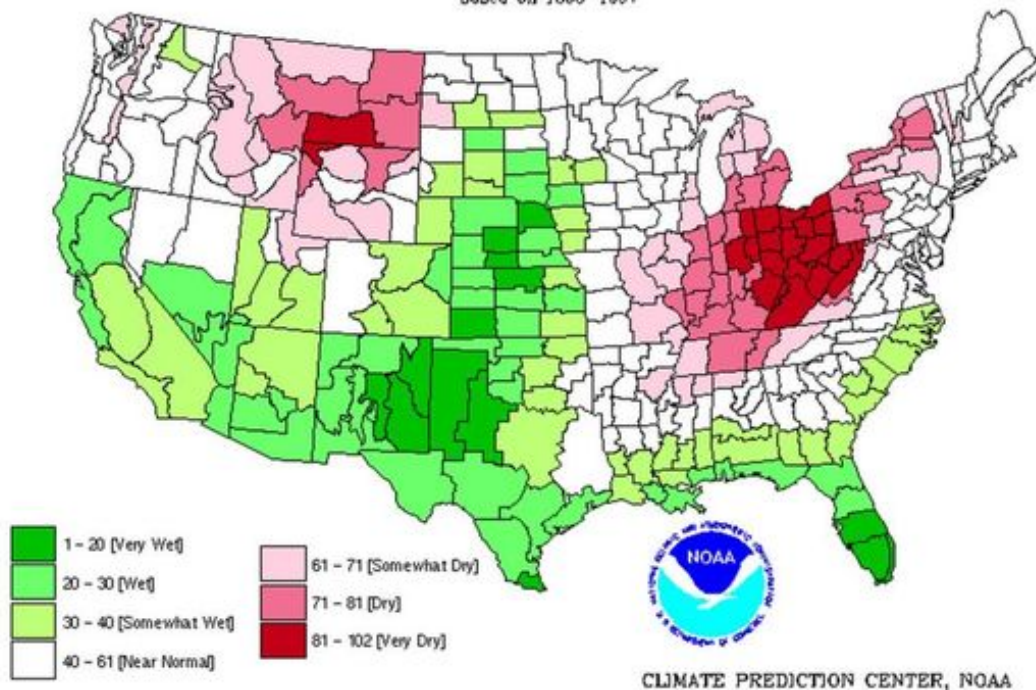 1 – 20 [Very Wet]
20 – 30 [Wet]
30 – 40 [Somewhat Wet]
40 – 61 [Near Normal]
61 – 71 [Somewhat Dry]
71 – 81 [Dry]
81 – 102 [Very Dry]
NOAA
CLIMATE PREDICTION CENTER, NOAA